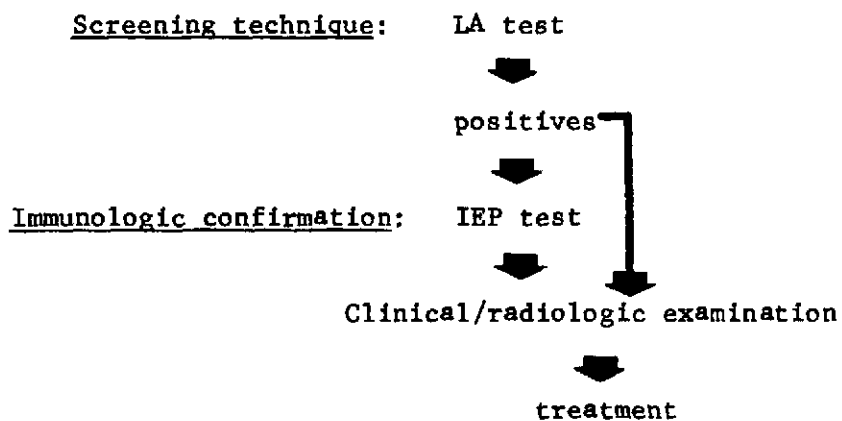 Screening technique: LA test
positives
Immunologic confirmation: IEP test
Clinical/radiologic examination
treatment